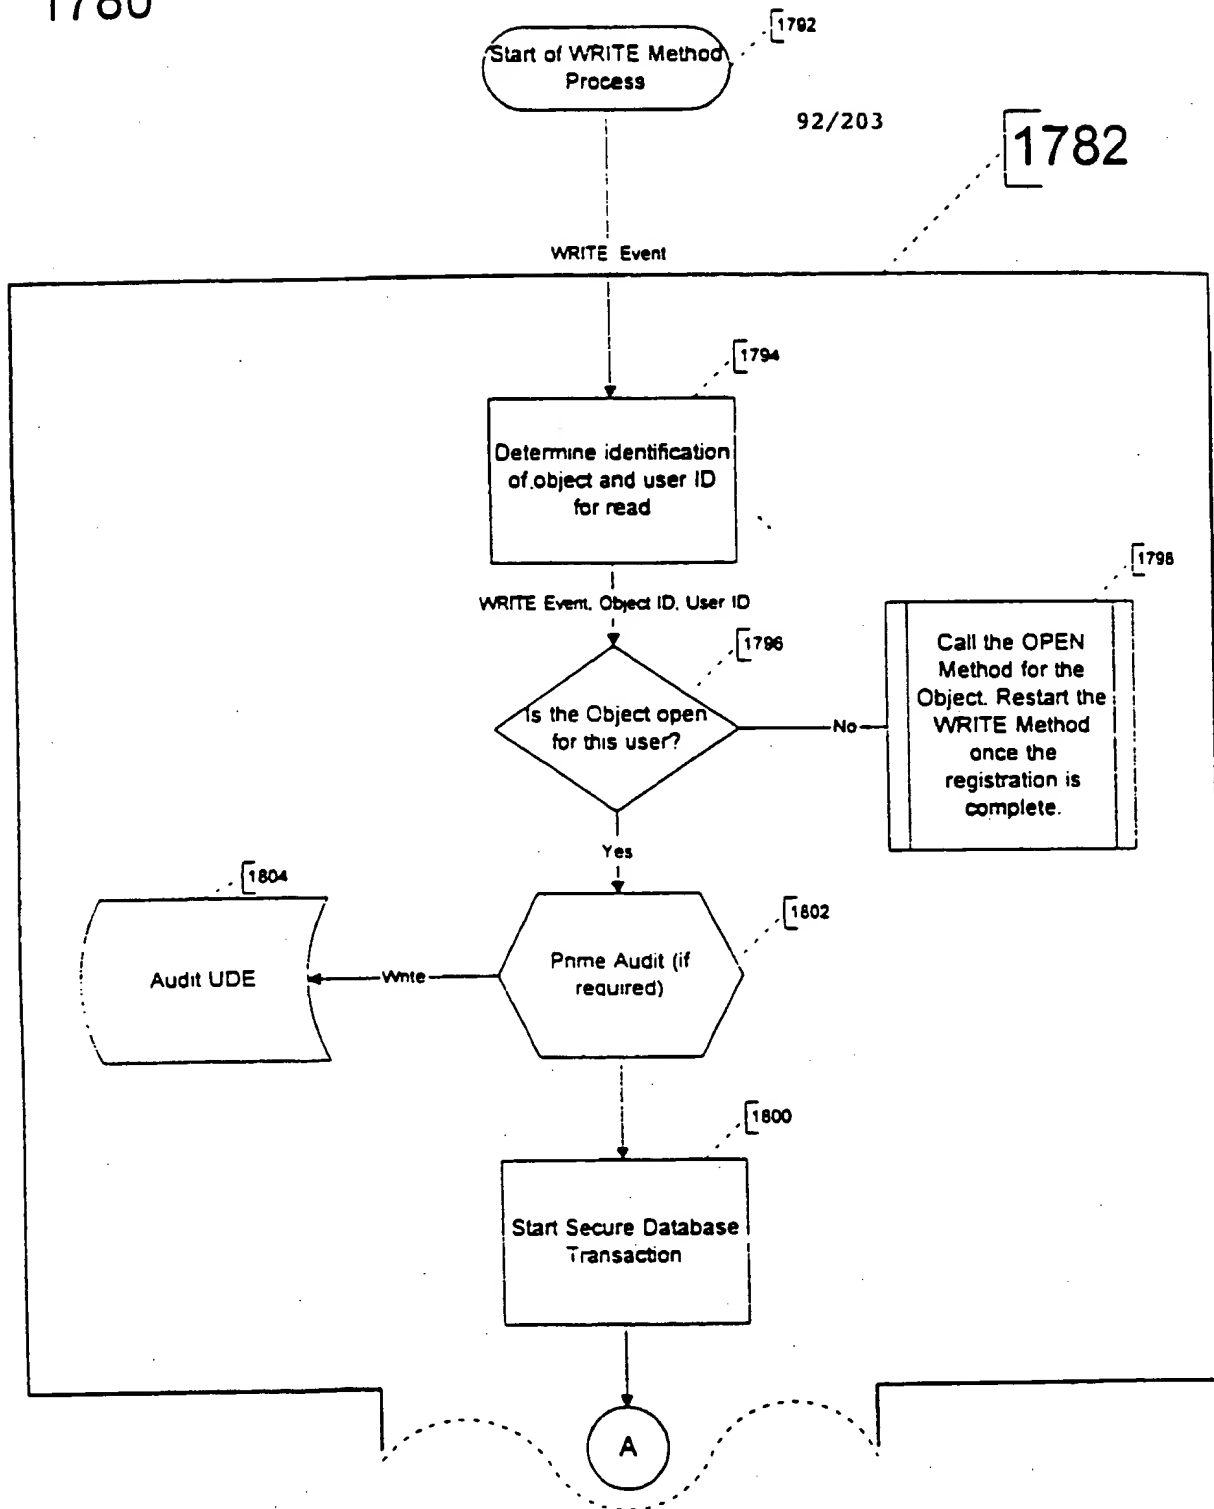 1780
1792
Start of WRITE Method
Process
92/203
1782
WRITE Event
1794
Determine identification
of object and user ID
for read
WRITE Event, Object ID, User ID
1798
1796
Call the OPEN
Method for the
Object. Restart the
WRITE Method
once the
registration is
complete.
Is the Object open
for this user?
No
Yes
1804
1802
Audit UDE
Write
Prime Audit (if
required)
1800
Start Secure Database
Transaction
A